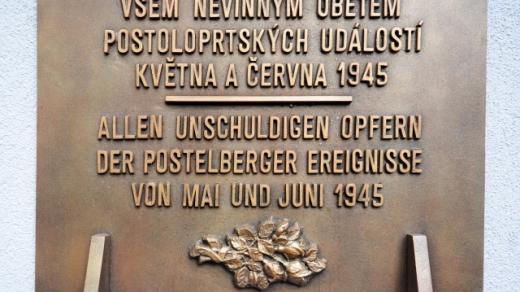 VŠEM NEVINNÝM OBĚTEM
POSTOLOPRTSKÝCH UDÁLOSTÍ
KVĚTNA A ČERVNA 1945
ALLEN UNSCHULDIGEN OPFERN
DER POSTELBERGER EREIGNISSE
VON MAI UND JUNI 1945